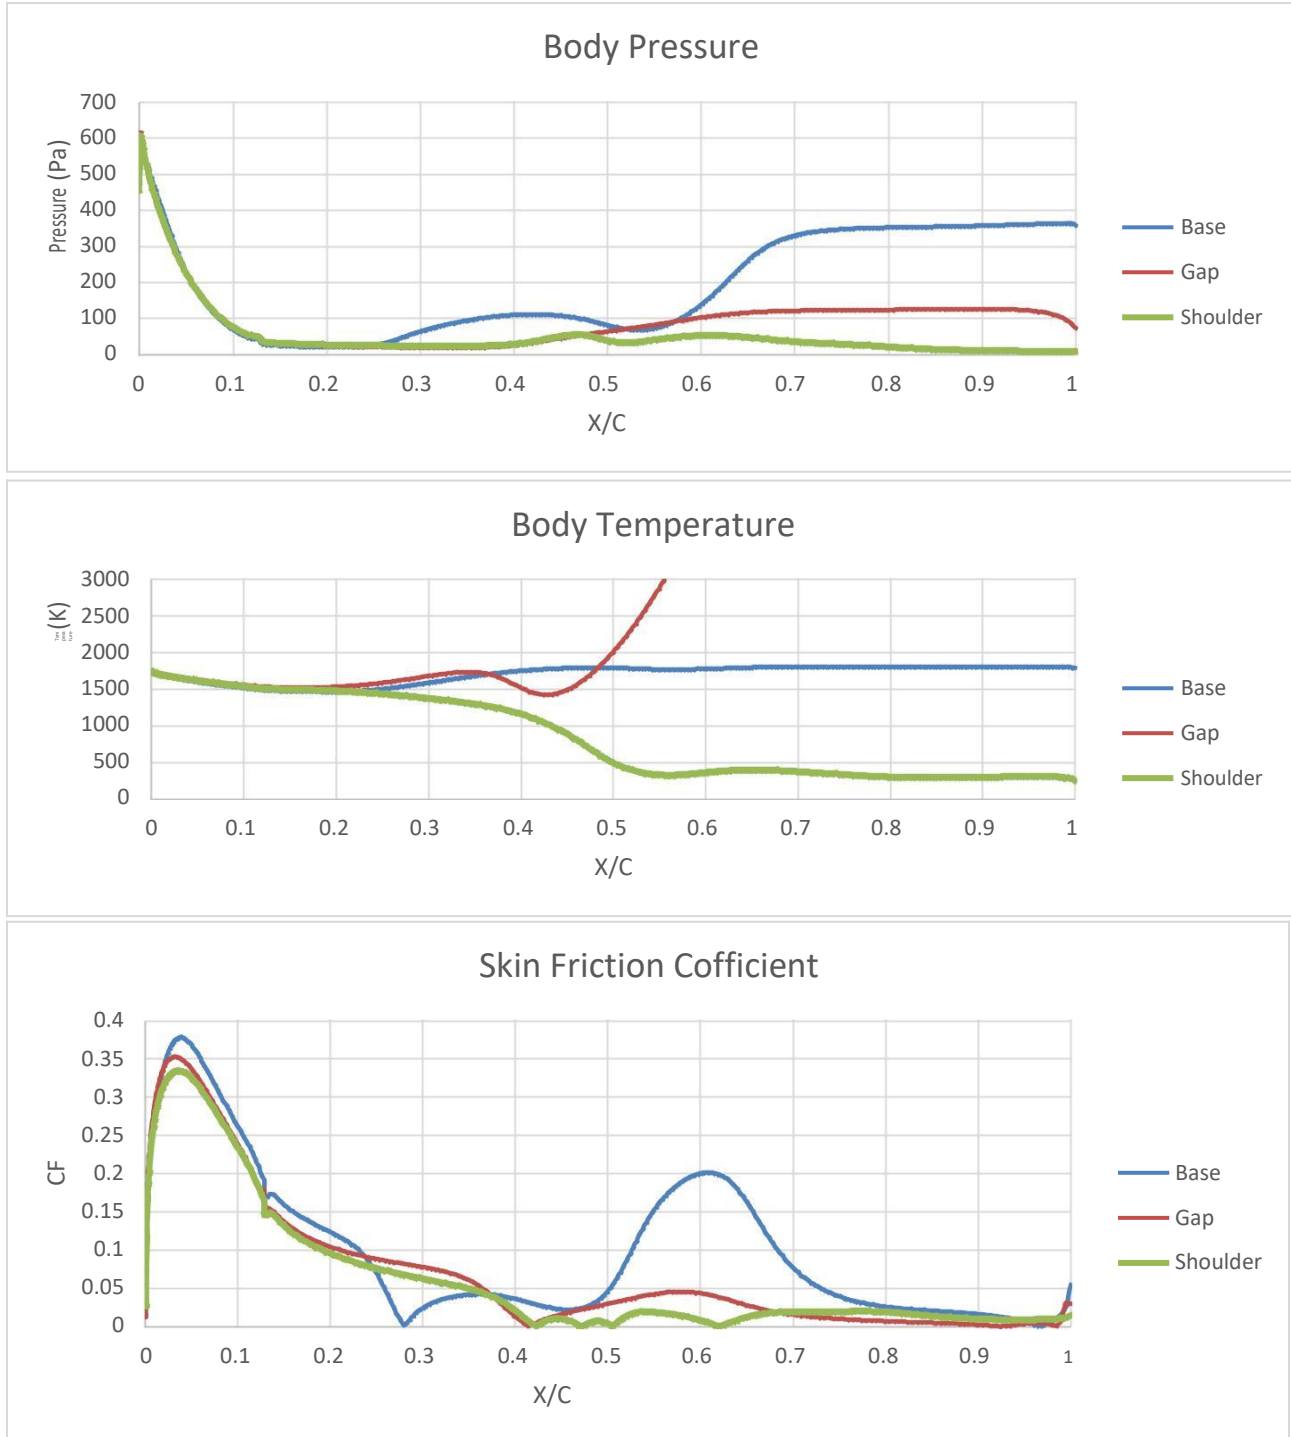 Body Pressure
700
600
500
400
300
200
100
0
Pressure (Pa)
0 0.1 0.2 0.3 0.4 0.5 0.6 0.7 0.8 0.9 1
X/C
Base
Gap
Shoulder
Body Temperature
3000
2500
2000
1500
1000
500
0
(K)
0 0.1 0.2 0.3 0.4 0.5 0.6 0.7 0.8 0.9 1
X/C
Base
Gap
Shoulder
Skin Friction Cofficient
0.4
0.35
0.3
0.25
0.2
0.15
0.1
0.05
0
CF
0 0.1 0.2 0.3 0.4 0.5 0.6 0.7 0.8 0.9 1
X/C
Base
Gap
Shoulder